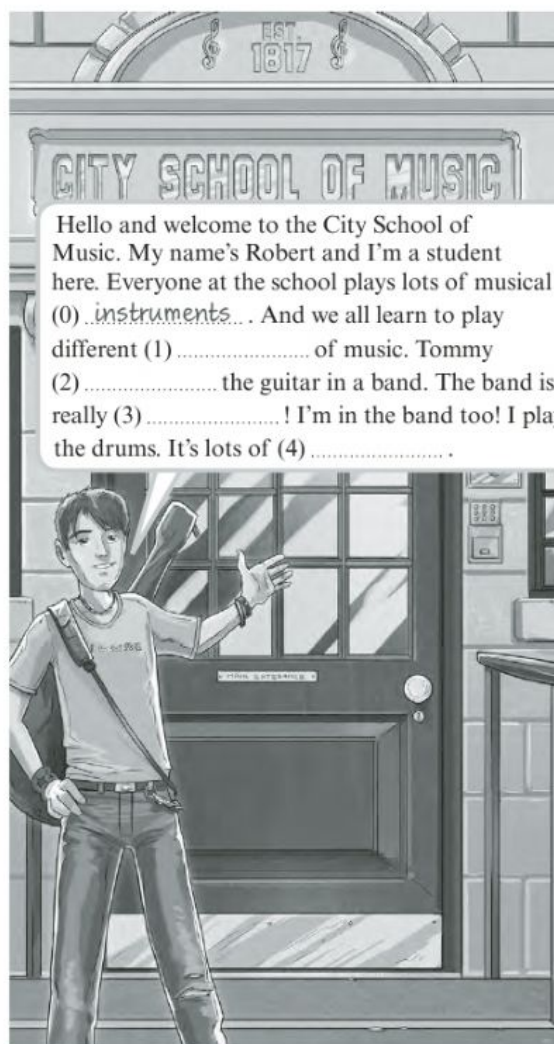 EST.
1817
CITY SCHOOL OF MUSIC
Hello and welcome to the City School of
Music. My name's Robert and I'm a student
here. Everyone at the school plays lots of musical
(0) instruments . And we all learn to play
different (1) ........................ of music. Tommy
(2) ........................ the guitar in a band. The band is
really (3) ........................ ! I'm in the band too! I play
the drums. It's lots of (4) ........................ .
MAIN ENTERANCE